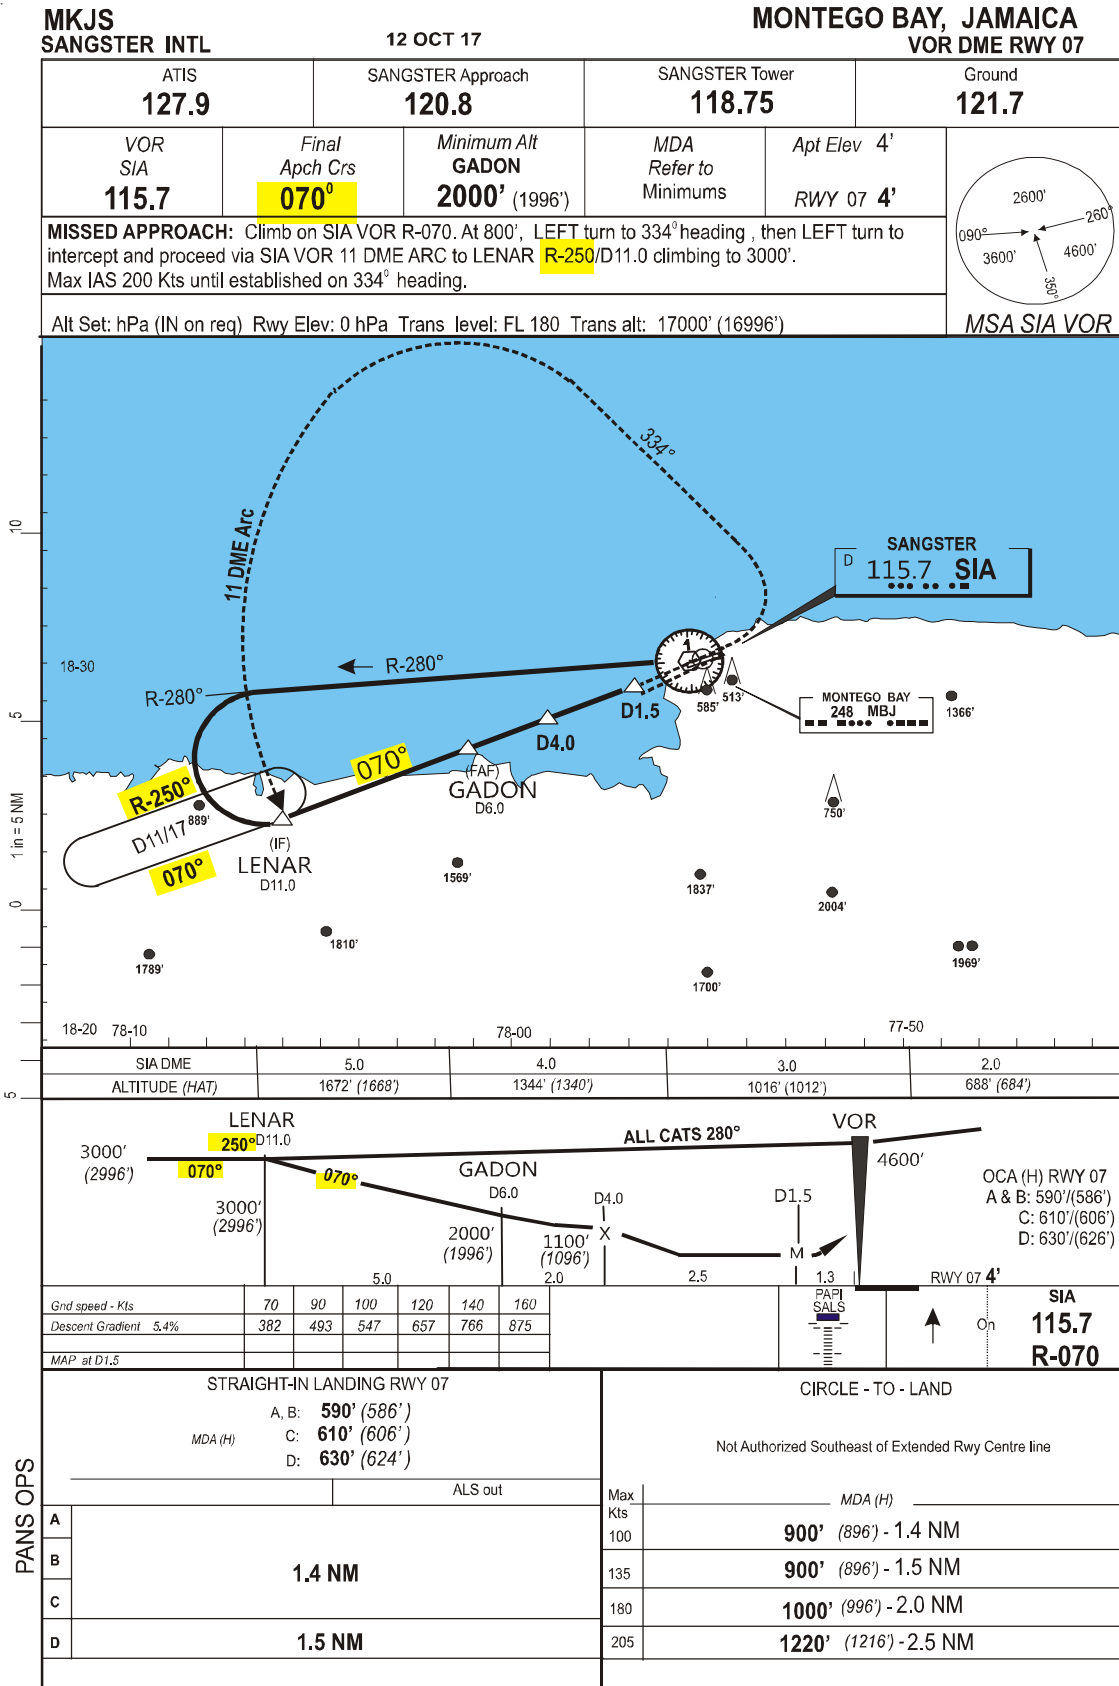 MKJS
SANGSTER INTL
12 OCT 17
MONTEGO BAY, JAMAICA
VOR DME RWY 07
ATIS
127.9
SANGSTER Approach
120.8
SANGSTER Tower
118.75
Ground
121.7
VOR
SIA
115.7
Final
Apch Crs
070⁰
Minimum Alt
GADON
2000' (1996')
MDA
Refer to
Minimums
Apt Elev 4'
RWY 07 4'
2600'
260°
090°
3600'
4600'
350°
MSA SIA VOR
MISSED APPROACH: Climb on SIA VOR R-070. At 800', LEFT turn to 334⁰ heading , then LEFT turn to
intercept and proceed via SIA VOR 11 DME ARC to LENAR R-250/D11.0 climbing to 3000'.
Max IAS 200 Kts until established on 334⁰ heading.
Alt Set: hPa (IN on req) Rwy Elev: 0 hPa Trans level: FL 180 Trans alt: 17000' (16996')
334°
11 DME Arc
SANGSTER
D 115.7 SIA
10
18-30
R-280°
R-280°
1
D1.5
585'
513'
MONTEGO BAY
248 MBJ
1366'
5
D4.0
070°
(FAF)
GADON
D6.0
R-250°
889'
D11/17
070°
(IF)
LENAR
D11.0
750'
1 in = 5 NM
1569'
1837'
2004'
0
1810'
1789'
1700'
1969'
18-20
78-10
78-00
77-50
5
SIA DME 5.0 4.0 3.0 2.0
ALTITUDE (HAT) 1672' (1668') 1344' (1340') 1016' (1012') 688' (684')
LENAR
D11.0
250°
3000'
(2996')
070°
070°
ALL CATS 280°
VOR
4600'
GADON
D6.0
D4.0
D1.5
3000'
(2996')
2000'
(1996')
1100'
(1096')
X
M
OCA (H) RWY 07
A & B: 590'/(586')
C: 610'/(606')
D: 630'/(626')
5.0
2.0
2.5
1.3
RWY 07 4'
Gnd speed - Kts 70 90 100 120 140 160
Descent Gradient 5.4% 382 493 547 657 766 875
MAP at D1.5
PAPI
SALS
On
SIA
115.7
R-070
STRAIGHT-IN LANDING RWY 07
MDA (H)
A, B: 590' (586')
C: 610' (606')
D: 630' (624')
ALS out
A
B
C
1.4 NM
D
1.5 NM
CIRCLE - TO - LAND
Not Authorized Southeast of Extended Rwy Centre line
Max
Kts
MDA (H)
100 900' (896') - 1.4 NM
135 900' (896') - 1.5 NM
180 1000' (996') - 2.0 NM
205 1220' (1216') - 2.5 NM
PANS OPS